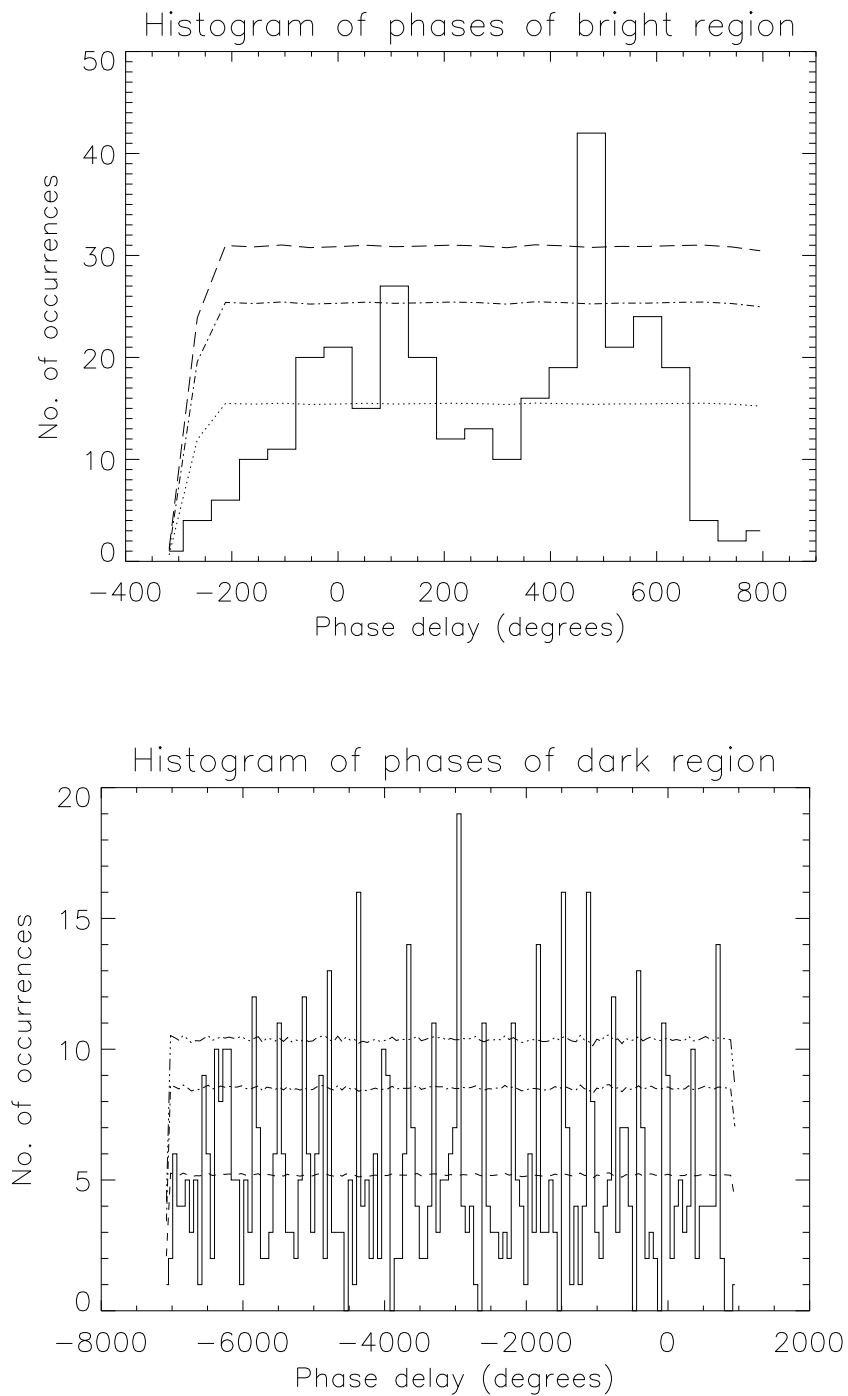 Histogram of phases of bright region
50
40
30
20
10
0
No. of occurrences
−400 −200 0 200 400 600 800
Phase delay (degrees)
Histogram of phases of dark region
20
15
10
5
0
No. of occurrences
−8000 −6000 −4000 −2000 0 2000
Phase delay (degrees)